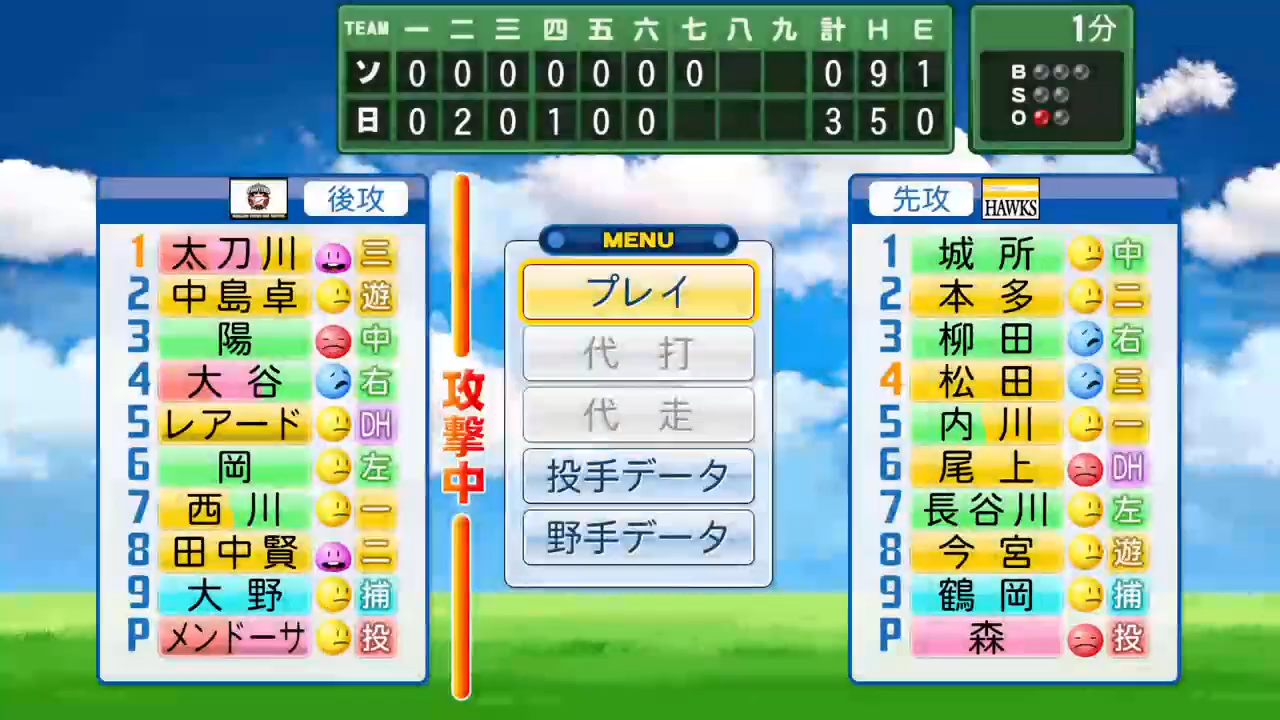 TEAM 一 二 三 四 五 六 七 八 九 計 H E
ソ 0 0 0 0 0 0 0 0 9 1
日 0 2 0 1 0 0 3 5 0
1分
B
S
O
後攻
1 太刀川 三
2 中島卓 遊
3 陽 中
4 大谷 右
5 レアード DH
6 岡 左
7 西川 一
8 田中賢 二
9 大野 捕
P メンドーサ 投
攻撃中
MENU
プレイ
代打
代走
投手データ
野手データ
先攻 HAWKS
1 城所 中
2 本多 二
3 柳田 右
4 松田 三
5 内川 一
6 尾上 DH
7 長谷川 左
8 今宮 遊
9 鶴岡 捕
P 森 投